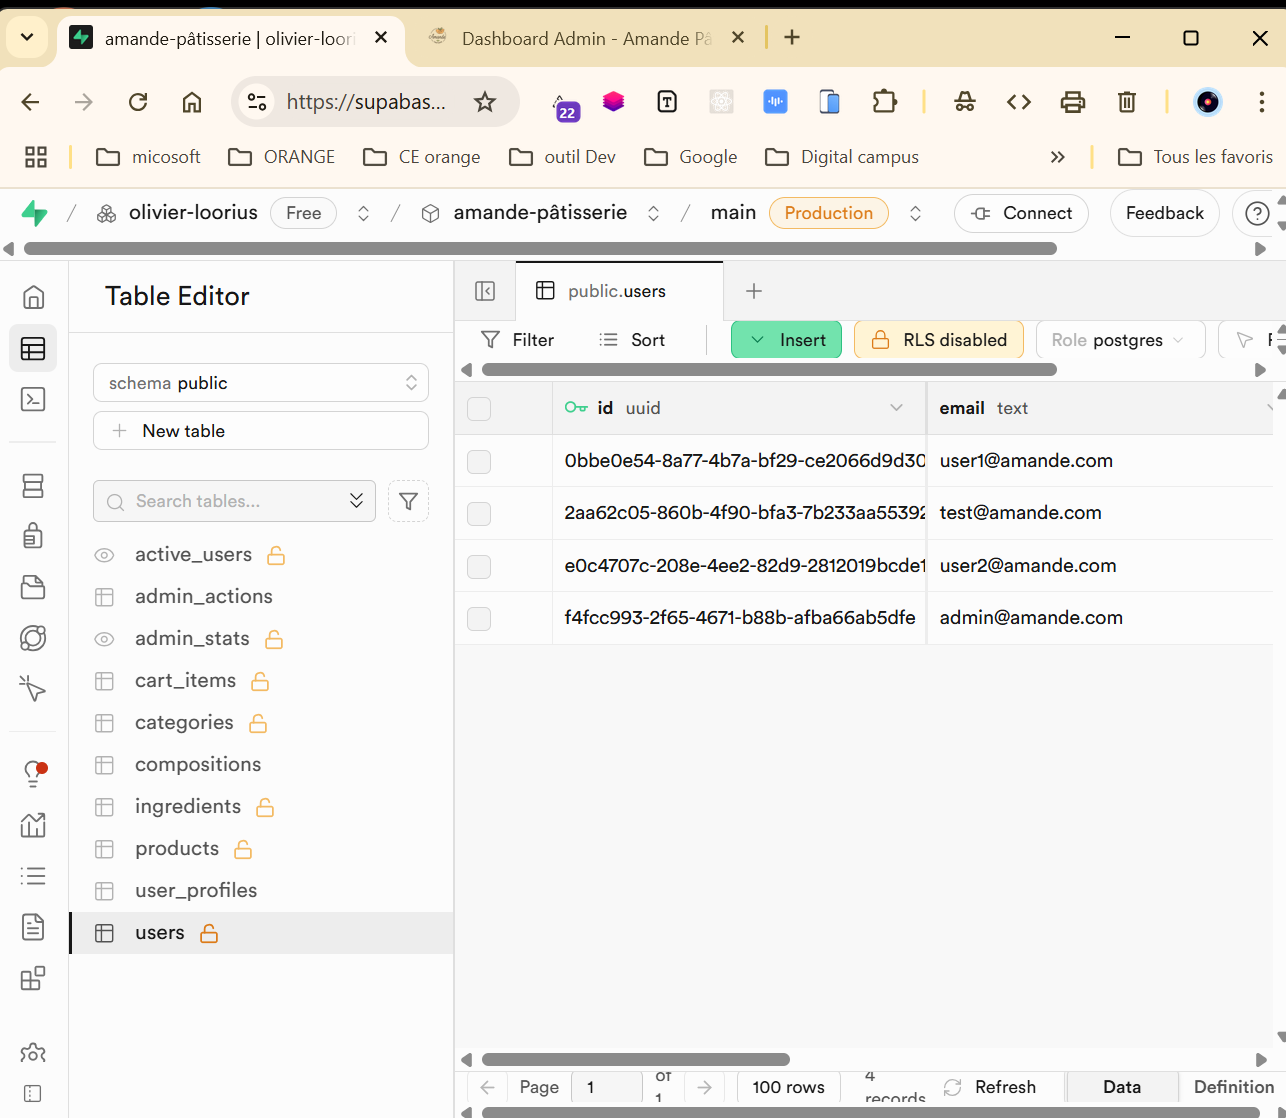 amande-pâtisserie | olivier-loori
Dashboard Admin - Amande Pâ
https://supabas...
22
micosoft
ORANGE
CE orange
outil Dev
Google
Digital campus
Tous les favoris
/ olivier-loorius Free / amande-pâtisserie / main Production Connect Feedback
Table Editor
public.users
Filter
Sort
Insert
RLS disabled
Role postgres
schema public
New table
Search tables...
id uuid
email text
0bbe0e54-8a77-4b7a-bf29-ce2066d9d30 user1@amande.com
2aa62c05-860b-4f90-bfa3-7b233aa55392 test@amande.com
e0c4707c-208e-4ee2-82d9-2812019bcde1 user2@amande.com
f4fcc993-2f65-4671-b88b-afba66ab5dfe admin@amande.com
active_users
admin_actions
admin_stats
cart_items
categories
compositions
ingredients
products
user_profiles
users
Page 1 of 1
100 rows
4 records
Refresh
Data
Definition